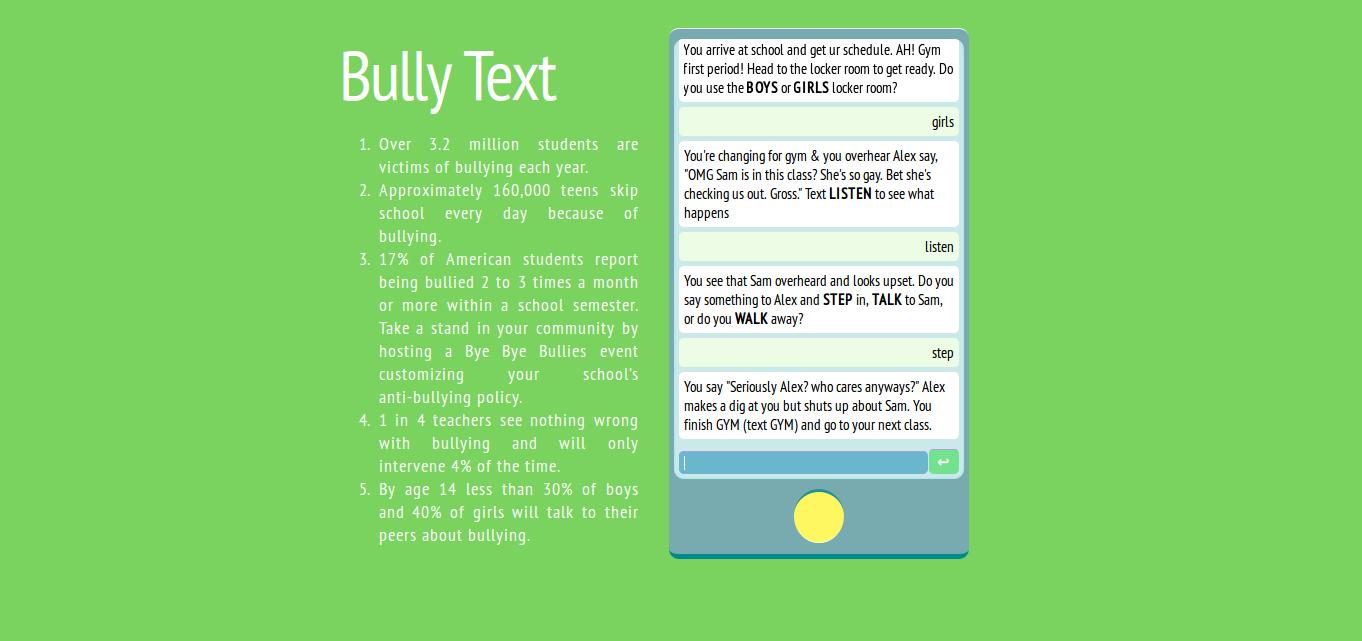 Bully Text
1. Over 3.2 million students are
victims of bullying each year.
2. Approximately 160,000 teens skip
school every day because of
bullying.
3. 17% of American students report
being bullied 2 to 3 times a month
or more within a school semester.
Take a stand in your community by
hosting a Bye Bye Bullies event
customizing your school's
anti-bullying policy.
4. 1 in 4 teachers see nothing wrong
with bullying and will only
intervene 4% of the time.
5. By age 14 less than 30% of boys
and 40% of girls will talk to their
peers about bullying.
You arrive at school and get ur schedule. AH! Gym
first period! Head to the locker room to get ready. Do
you use the BOYS or GIRLS locker room?
girls
You're changing for gym & you overhear Alex say,
"OMG Sam is in this class? She's so gay. Bet she's
checking us out. Gross." Text LISTEN to see what
happens
listen
You see that Sam overheard and looks upset. Do you
say something to Alex and STEP in, TALK to Sam,
or do you WALK away?
step
You say "Seriously Alex? who cares anyways?" Alex
makes a dig at you but shuts up about Sam. You
finish GYM (text GYM) and go to your next class.